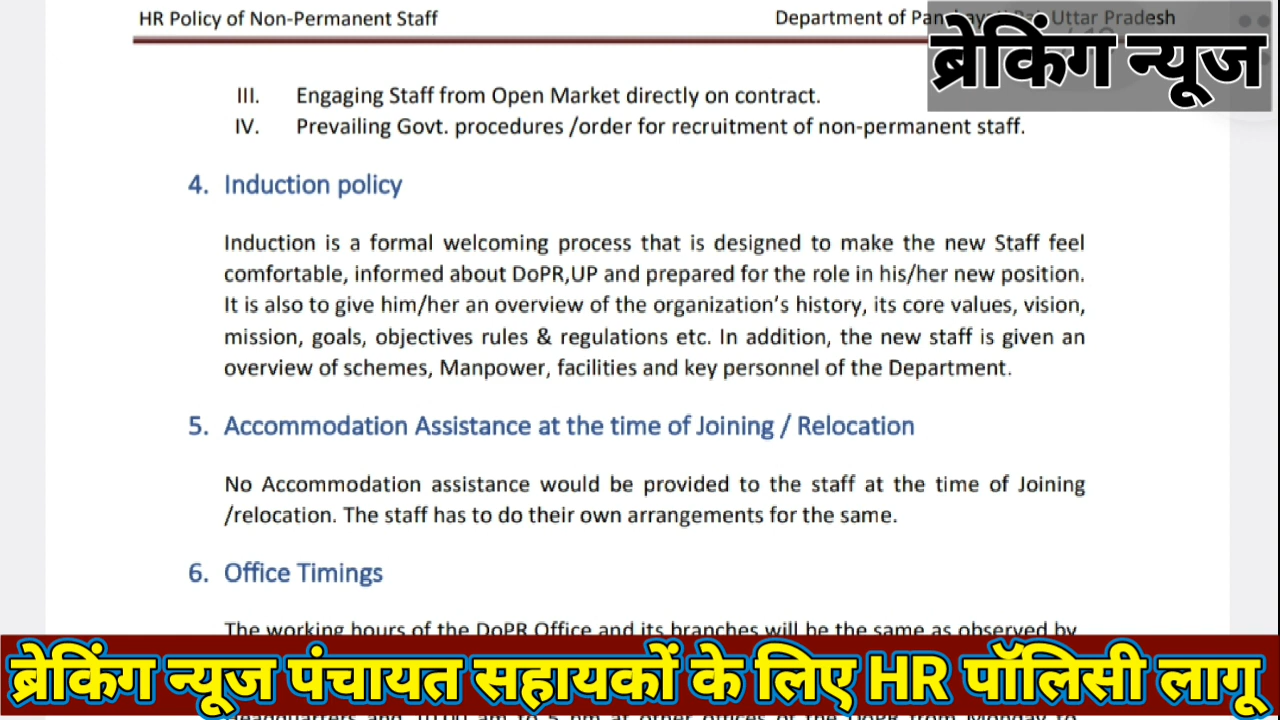 HR Policy of Non-Permanent Staff
Department of Panchayati Raj, Uttar Pradesh
ब्रेकिंग न्यूज
III. Engaging Staff from Open Market directly on contract.
IV. Prevailing Govt. procedures /order for recruitment of non-permanent staff.
4. Induction policy
Induction is a formal welcoming process that is designed to make the new Staff feel
comfortable, informed about DoPR,UP and prepared for the role in his/her new position.
It is also to give him/her an overview of the organization's history, its core values, vision,
mission, goals, objectives rules & regulations etc. In addition, the new staff is given an
overview of schemes, Manpower, facilities and key personnel of the Department.
5. Accommodation Assistance at the time of Joining / Relocation
No Accommodation assistance would be provided to the staff at the time of Joining
/relocation. The staff has to do their own arrangements for the same.
6. Office Timings
The working hours of the DoPR Office and its branches will be the same as observed by
ब्रेकिंग न्यूज पंचायत सहायकों के लिए HR पॉलिसी लागू